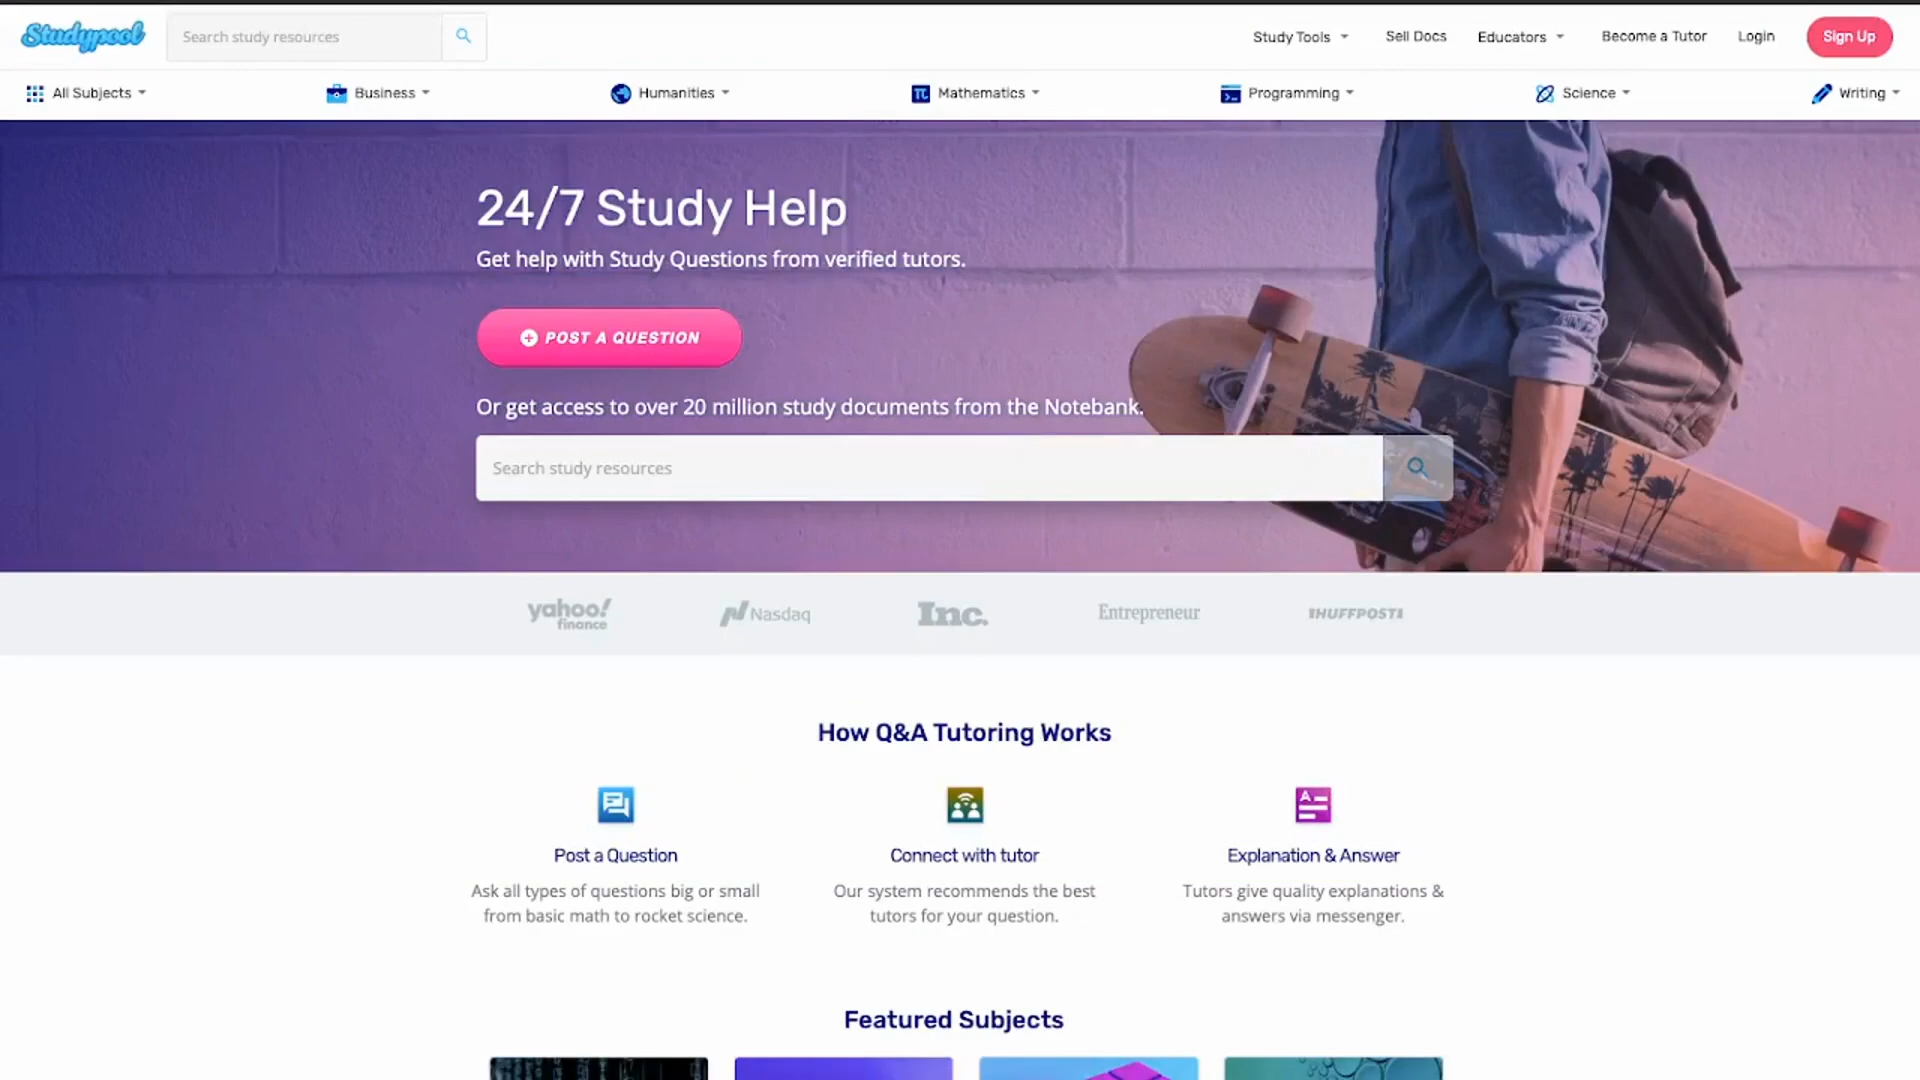 Studypool
Search study resources
Study Tools
Sell Docs
Educators
Become a Tutor
Login
Sign Up
All Subjects
Business
Humanities
Mathematics
Programming
Science
Writing
24/7 Study Help
Get help with Study Questions from verified tutors.
POST A QUESTION
Or get access to over 20 million study documents from the Notebank.
Search study resources
yahoo!
finance
Nasdaq
Inc.
Entrepreneur
HUFFPOST
How Q&A Tutoring Works
Post a Question
Ask all types of questions big or small
from basic math to rocket science.
Connect with tutor
Our system recommends the best
tutors for your question.
Explanation & Answer
Tutors give quality explanations &
answers via messenger.
Featured Subjects